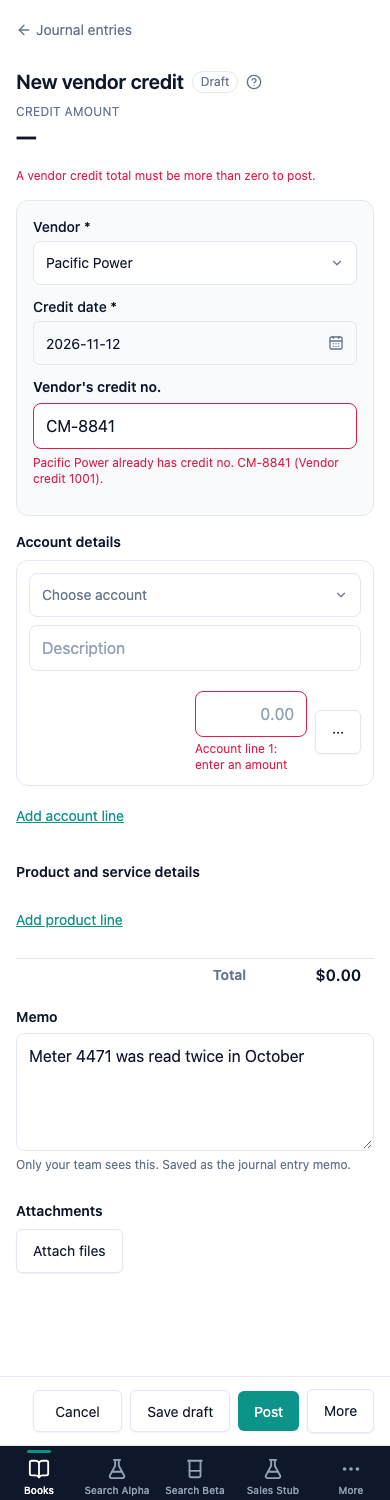 Journal entries
New vendor credit Draft
CREDIT AMOUNT
—
A vendor credit total must be more than zero to post.
Vendor *
Pacific Power
Credit date *
2026-11-12
Vendor's credit no.
CM-8841
Pacific Power already has credit no. CM-8841 (Vendor
credit 1001).
Account details
Choose account
Description
0.00
...
Account line 1:
enter an amount
Add account line
Product and service details
Add product line
Total $0.00
Memo
Meter 4471 was read twice in October
Only your team sees this. Saved as the journal entry memo.
Attachments
Attach files
Cancel Save draft Post More
Books Search Alpha Search Beta Sales Stub More